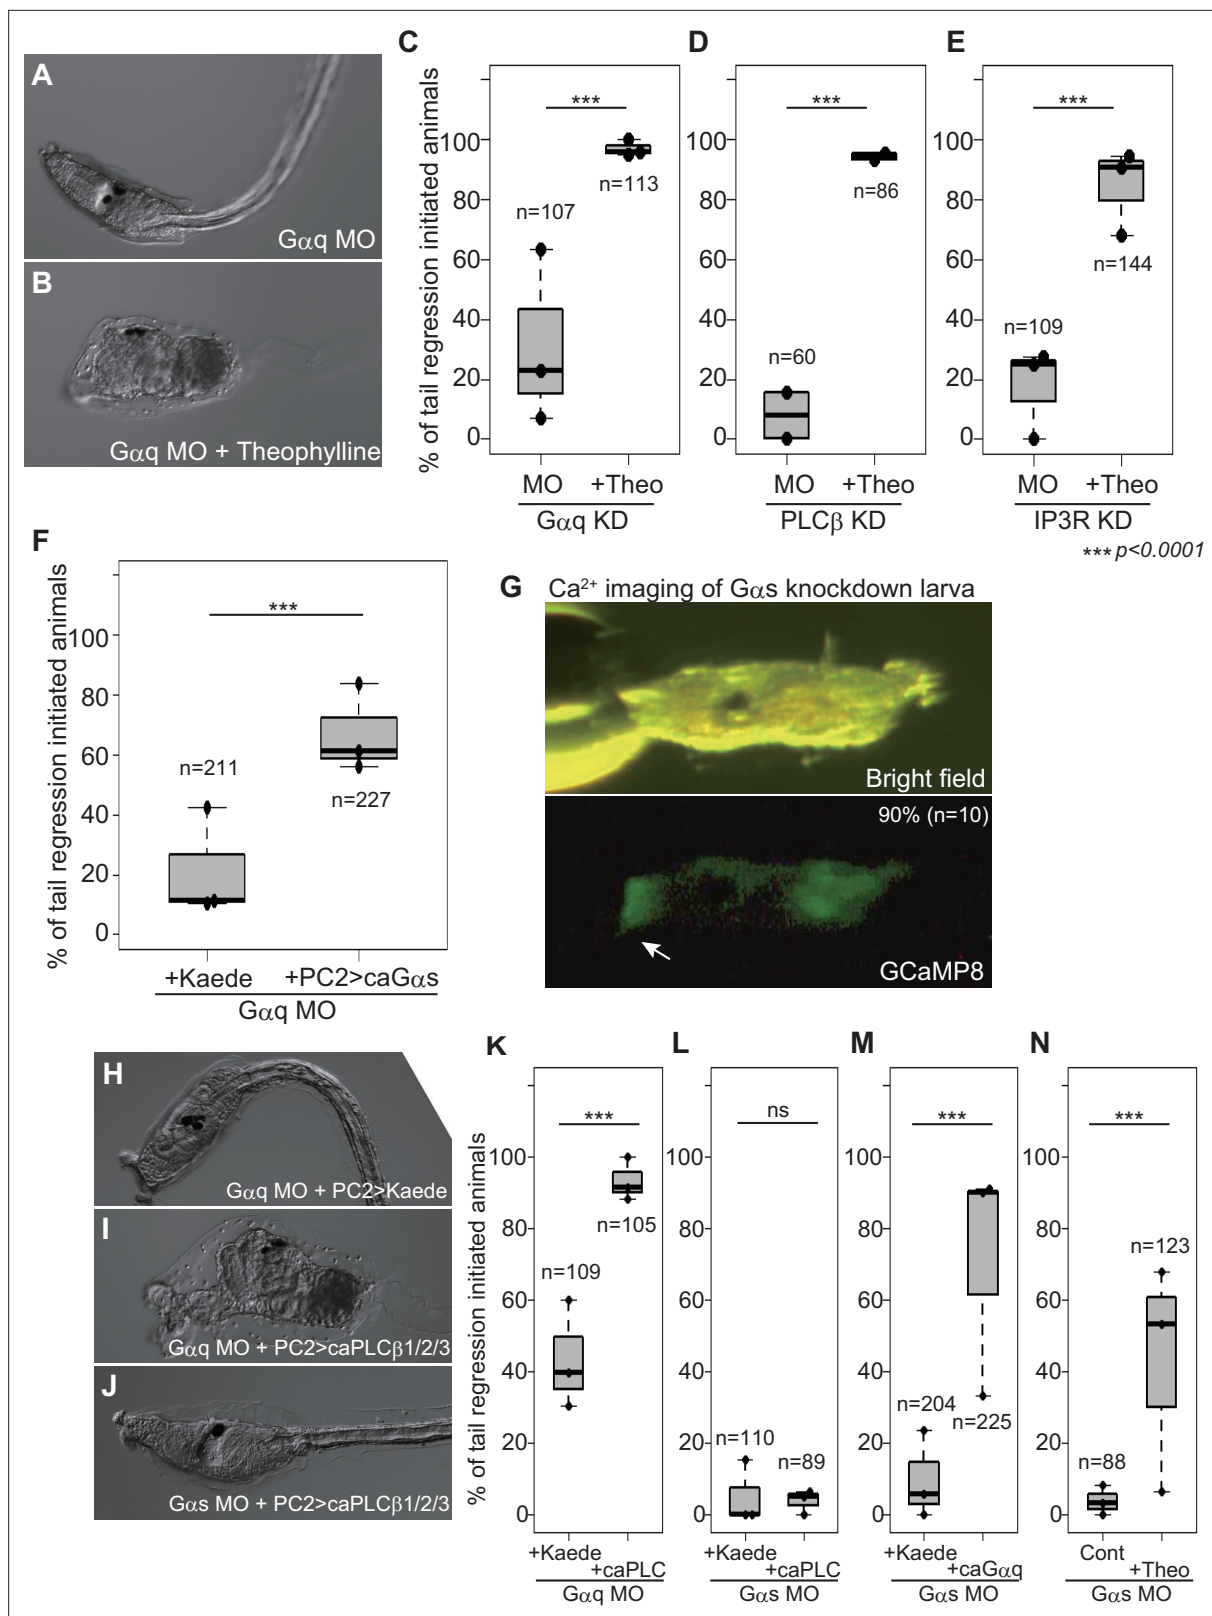 A
Gαq MO
B
Gαq MO + Theophylline
C
% of tail regression initiated animals
100
80
60
40
20
0
***
n=107
n=113
MO +Theo
Gαq KD
D
100
80
60
40
20
0
***
n=60
n=86
MO +Theo
PLCβ KD
E
100
80
60
40
20
0
***
n=109
n=144
MO +Theo
IP3R KD
*** p<0.0001
F
% of tail regression initiated animals
100
80
60
40
20
0
***
n=211
n=227
+Kaede +PC2>caGαs
Gαq MO
G Ca²⁺ imaging of Gαs knockdown larva
Bright field
90% (n=10)
GCaMP8
H
Gαq MO + PC2>Kaede
I
Gαq MO + PC2>caPLCβ1/2/3
J
Gαs MO + PC2>caPLCβ1/2/3
K
% of tail regression initiated animals
100
80
60
40
20
0
***
n=109
n=105
+Kaede
+caPLC
Gαq MO
L
100
80
60
40
20
0
ns
n=110
n=89
+Kaede
+caPLC
Gαs MO
M
100
80
60
40
20
0
***
n=204
n=225
+Kaede
+caGαq
Gαs MO
N
100
80
60
40
20
0
***
n=88
n=123
Cont
+Theo
Gαs MO